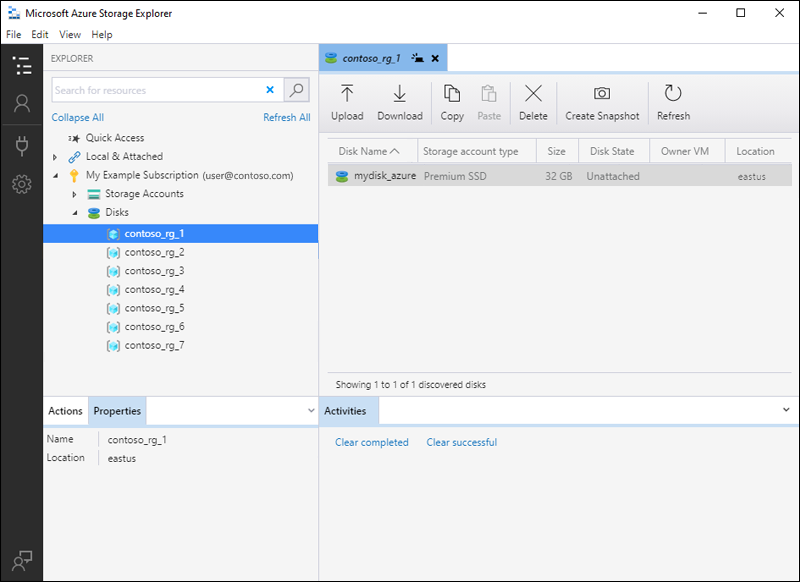 Microsoft Azure Storage Explorer
File Edit View Help
EXPLORER
Search for resources
Collapse All Refresh All
Quick Access
Local & Attached
My Example Subscription (user@contoso.com)
Storage Accounts
Disks
contoso_rg_1
contoso_rg_2
contoso_rg_3
contoso_rg_4
contoso_rg_5
contoso_rg_6
contoso_rg_7
Actions Properties
Name contoso_rg_1
Location eastus
contoso_rg_1
Upload Download Copy Paste Delete Create Snapshot Refresh
Disk Name Storage account type Size Disk State Owner VM Location
mydisk_azure Premium SSD 32 GB Unattached eastus
Showing 1 to 1 of 1 discovered disks
Activities
Clear completed Clear successful